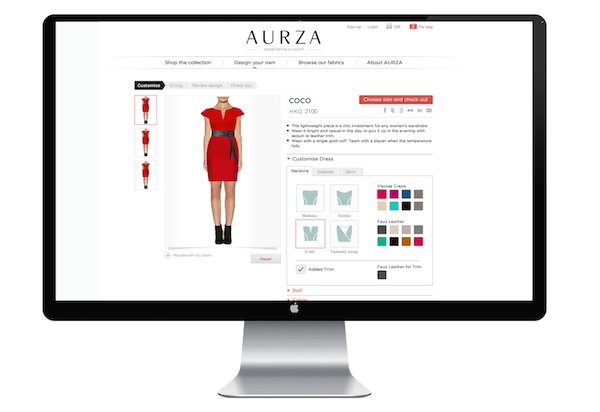 Sign up | Login Gift My bag
AURZA
experience custom
Shop the collection Design your own Browse our fabrics About AURZA
Customize Sizing Review design Check out
COCO
HKD 2100
Choose size and check out
This lightweight piece is a chic investment for any women's wardrobe.
Wear it bright and casual in the day or jazz it up in the evening with
sequin or leather trim.
Wear with a single gold cuff. Team with a blazer when the temperature
falls.
Customise Dress
Neckline Sleeves Skirt
Viscose Crepe
Bateau Scoop
Faux Leather
V-slit Tailored wrap
Mouseover to zoom
Reset
Added Trim
Faux Leather for Trim
Belt